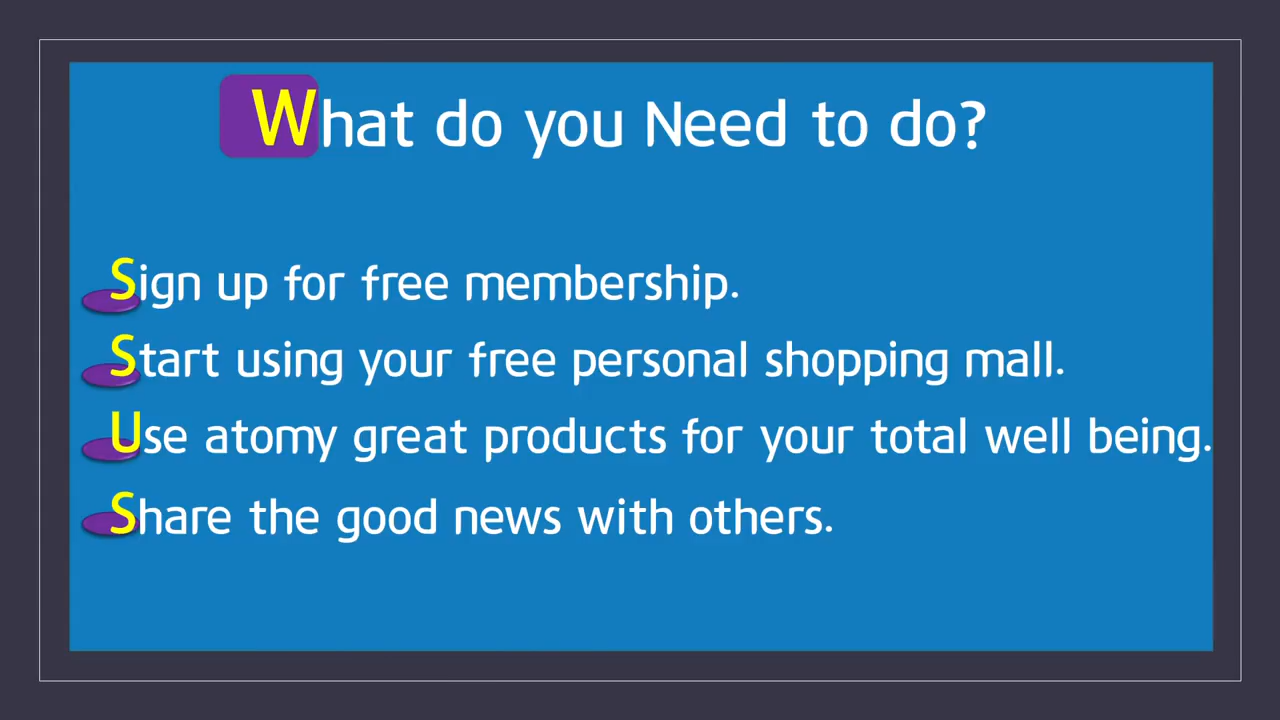 What do you Need to do?
Sign up for free membership.
Start using your free personal shopping mall.
Use atomy great products for your total well being.
Share the good news with others.